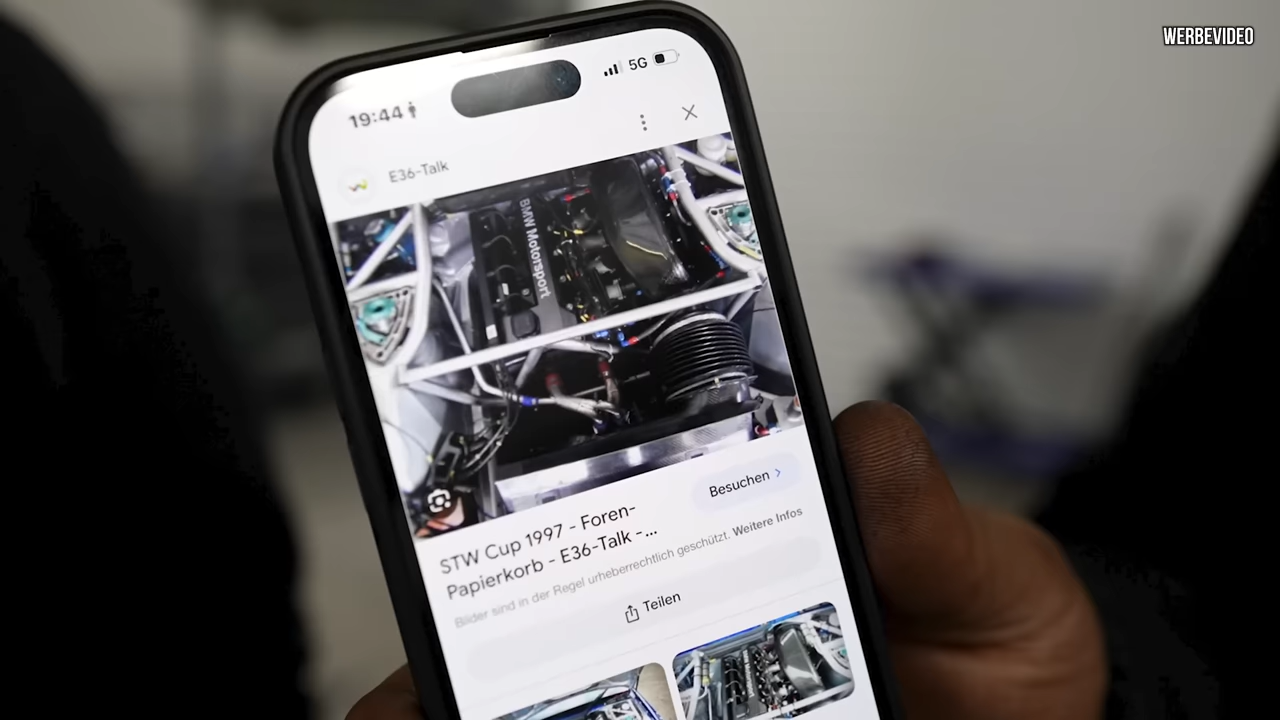 WERBEVIDEO
19:44
5G
E36-Talk
BMW Motorsport
Besuchen
STW Cup 1997 - Foren-
Papierkorb - E36-Talk -...
Bilder sind in der Regel urheberrechtlich geschützt. Weitere Infos
Teilen